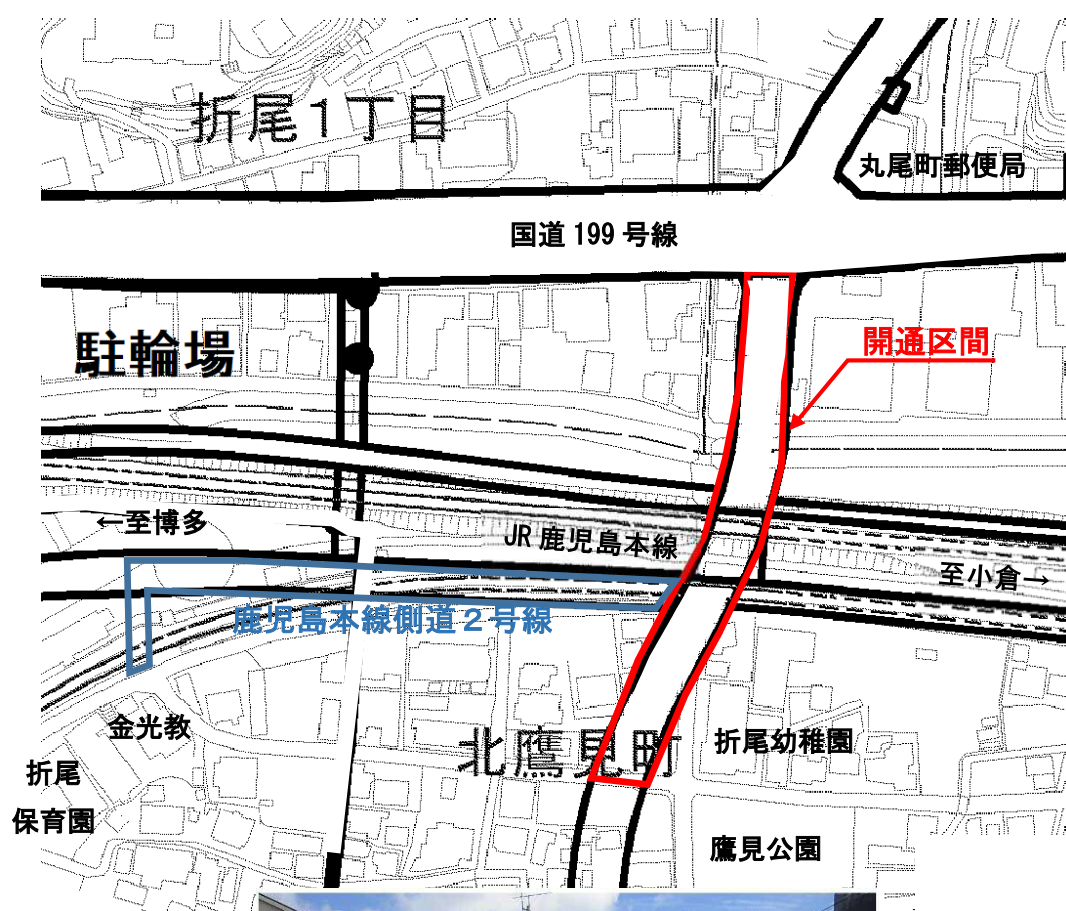 折尾1丁目
丸尾町郵便局
国道 199 号線
駐輪場
開通区間
←至博多
JR 鹿児島本線
至小倉→
鹿児島本線側道２号線
金光教
北鷹見町
折尾幼稚園
折尾
保育園
鷹見公園